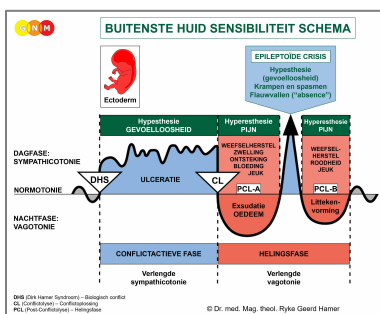 GNM
BUITENSTE HUID SENSIBILITEIT SCHEMA
Ectoderm
EPILEPTOÏDE CRISIS
Hypesthesie
(gevoelloosheid)
Krampen en spasmen
Flauwvallen ("absence")
Hypesthesie
GEVOELLOOSHEID
Hyperesthesie
PIJN
Hyperesthesie
PIJN
DAGFASE:
SYMPATHICOTONIE
NORMOTONIE
NACHTFASE:
VAGOTONIE
DHS
ULCERATIE
CL
WEEFSELHERSTEL
ZWELLING
ONTSTEKING
BLOEDING
JEUK
PCL-A
Exsudatie
OEDEEM
WEEFSEL-
HERSTEL
ROODHEID
JEUK
PCL-B
Litteken-
vorming
CONFLICTACTIEVE FASE
HELINGSFASE
Verlengde
sympathicotonie
Verlengde
vagotonie
DHS (Dirk Hamer Syndroom) – Biologisch conflict
CL (Conflictolyse) – Conflictoplossing
PCL (Post-Conflictolyse) – Helingsfase
© Dr. med. Mag. theol. Ryke Geerd Hamer